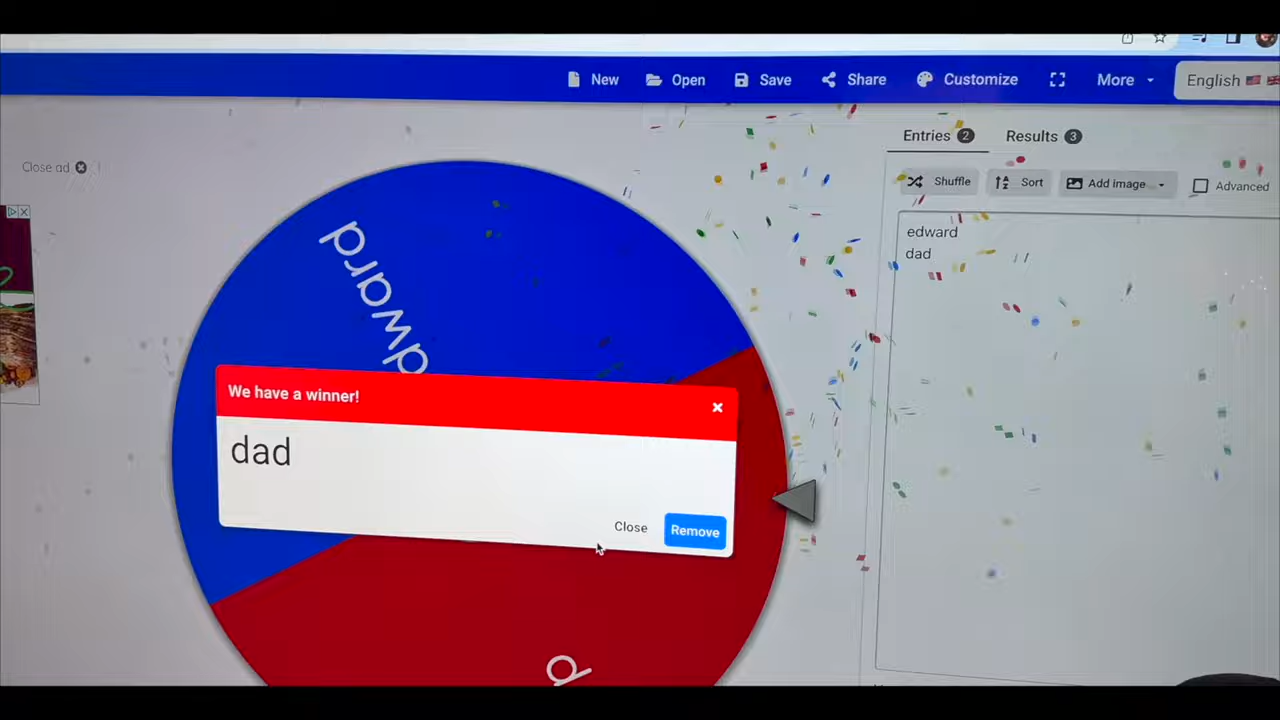 New Open Save Share Customize More English
Entries 2 Results 3
Close ad
Shuffle Sort Add image Advanced
edward
dad
dward
We have a winner!
dad
Close Remove
d